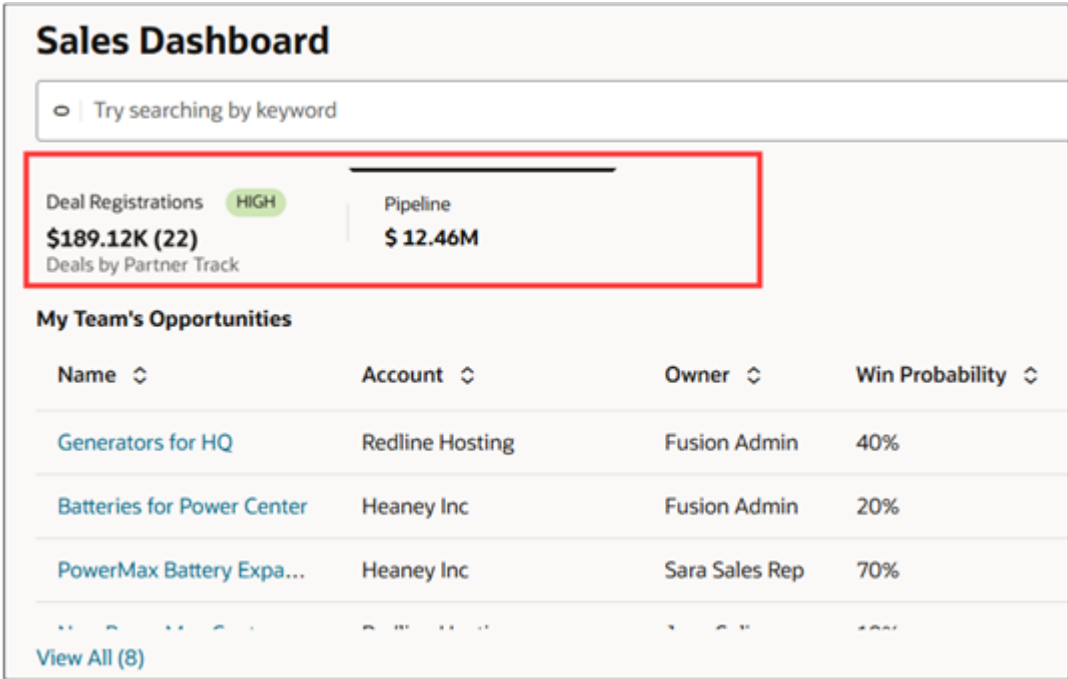 Sales Dashboard
Try searching by keyword
Deal Registrations HIGH Pipeline
$189.12K (22) $ 12.46M
Deals by Partner Track
My Team's Opportunities
Name Account Owner Win Probability
Generators for HQ Redline Hosting Fusion Admin 40%
Batteries for Power Center Heaney Inc Fusion Admin 20%
PowerMax Battery Expa... Heaney Inc Sara Sales Rep 70%
View All (8)